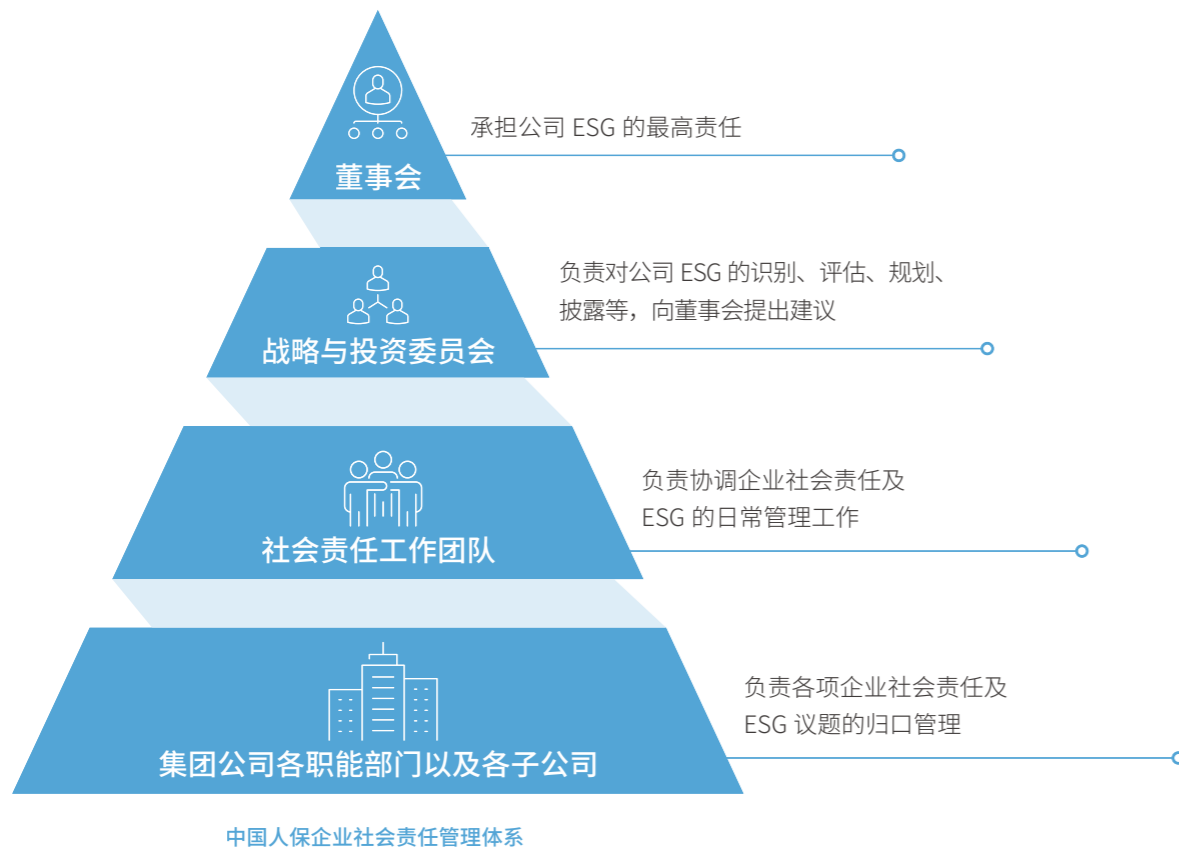 承担公司 ESG 的最高责任
董事会
负责对公司 ESG 的识别、评估、规划、
披露等，向董事会提出建议
战略与投资委员会
负责协调企业社会责任及
ESG 的日常管理工作
社会责任工作团队
负责各项企业社会责任及
ESG 议题的归口管理
集团公司各职能部门以及各子公司
中国人保企业社会责任管理体系